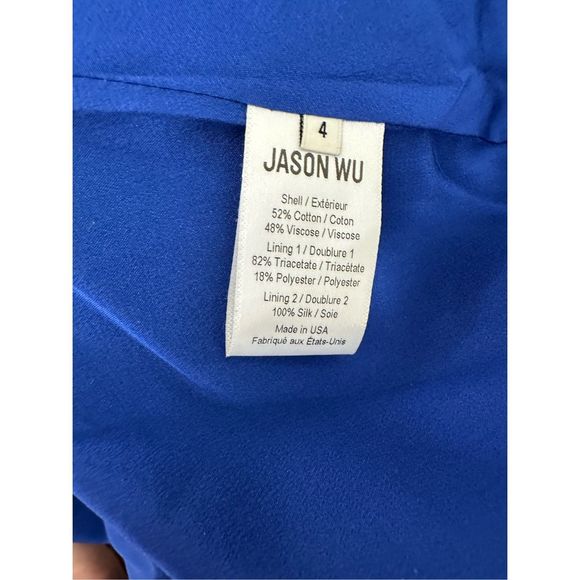 4
JASON WU
Shell / Extérieur
52% Cotton / Coton
48% Viscose / Viscose
Lining 1 / Doublure 1
82% Triacetate / Triacétate
18% Polyester / Polyester
Lining 2 / Doublure 2
100% Silk / Soie
Made in USA
Fabriqué aux États-Unis